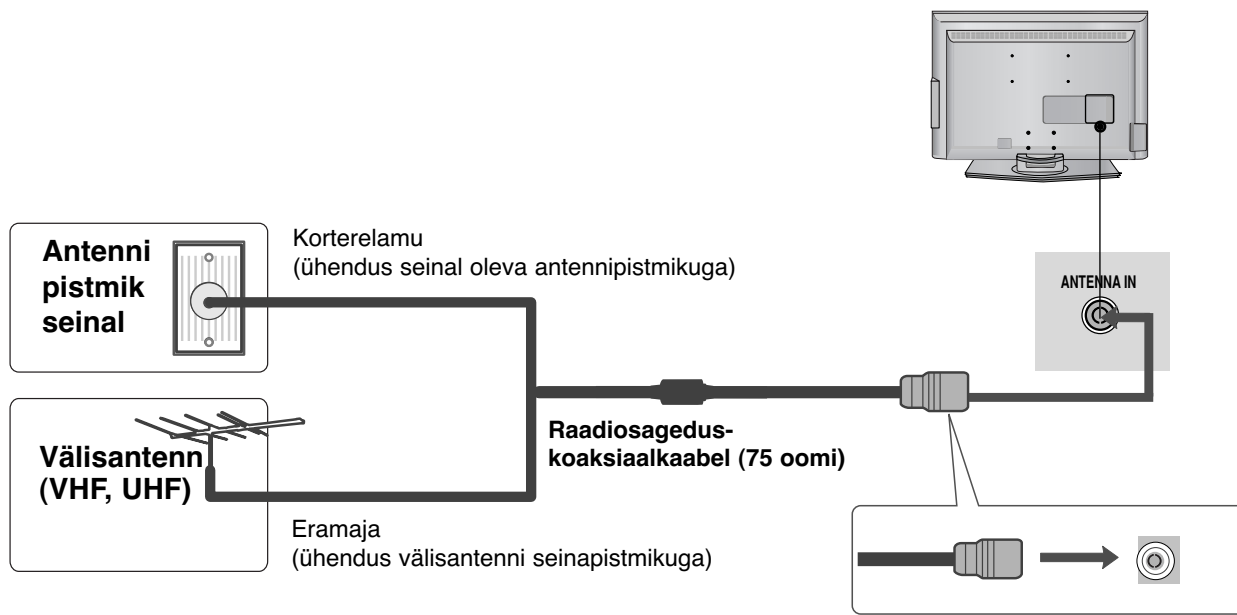 Antenni
pistmik
seinal
Korterelamu
(ühendus seinal oleva antennipistmikuga)
ANTENNA IN
Välisantenn
(VHF, UHF)
Raadiosagedus-
koaksiaalkaabel (75 oomi)
Eramaja
(ühendus välisantenni seinapistmikuga)